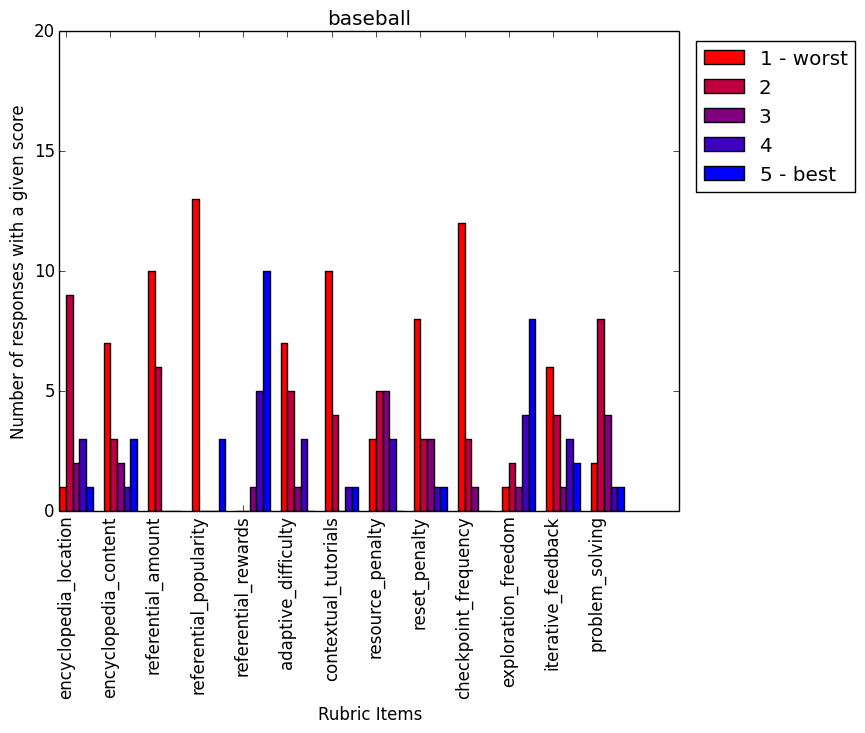 baseball
20
15
10
5
0
Number of responses with a given score
encyclopedia_location
encyclopedia_content
referential_amount
referential_popularity
referential_rewards
adaptive_difficulty
contextual_tutorials
resource_penalty
reset_penalty
checkpoint_frequency
exploration_freedom
iterative_feedback
problem_solving
Rubric Items
1 - worst
2
3
4
5 - best